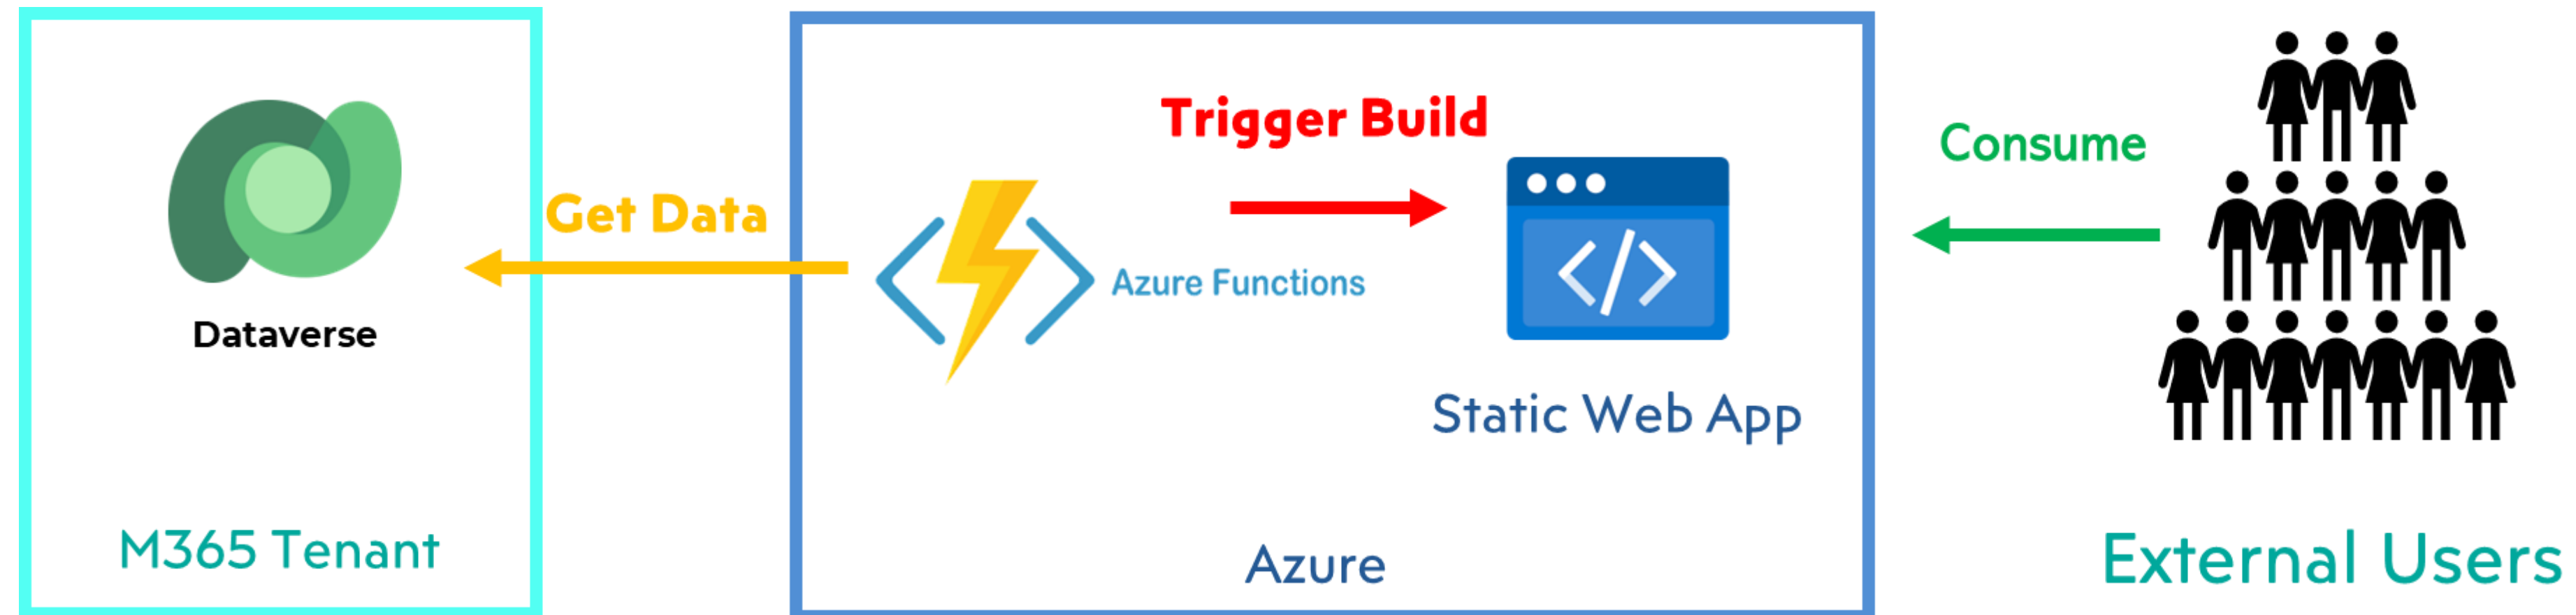 Dataverse
M365 Tenant
Get Data
Trigger Build
Azure Functions
Static Web App
Azure
Consume
External Users